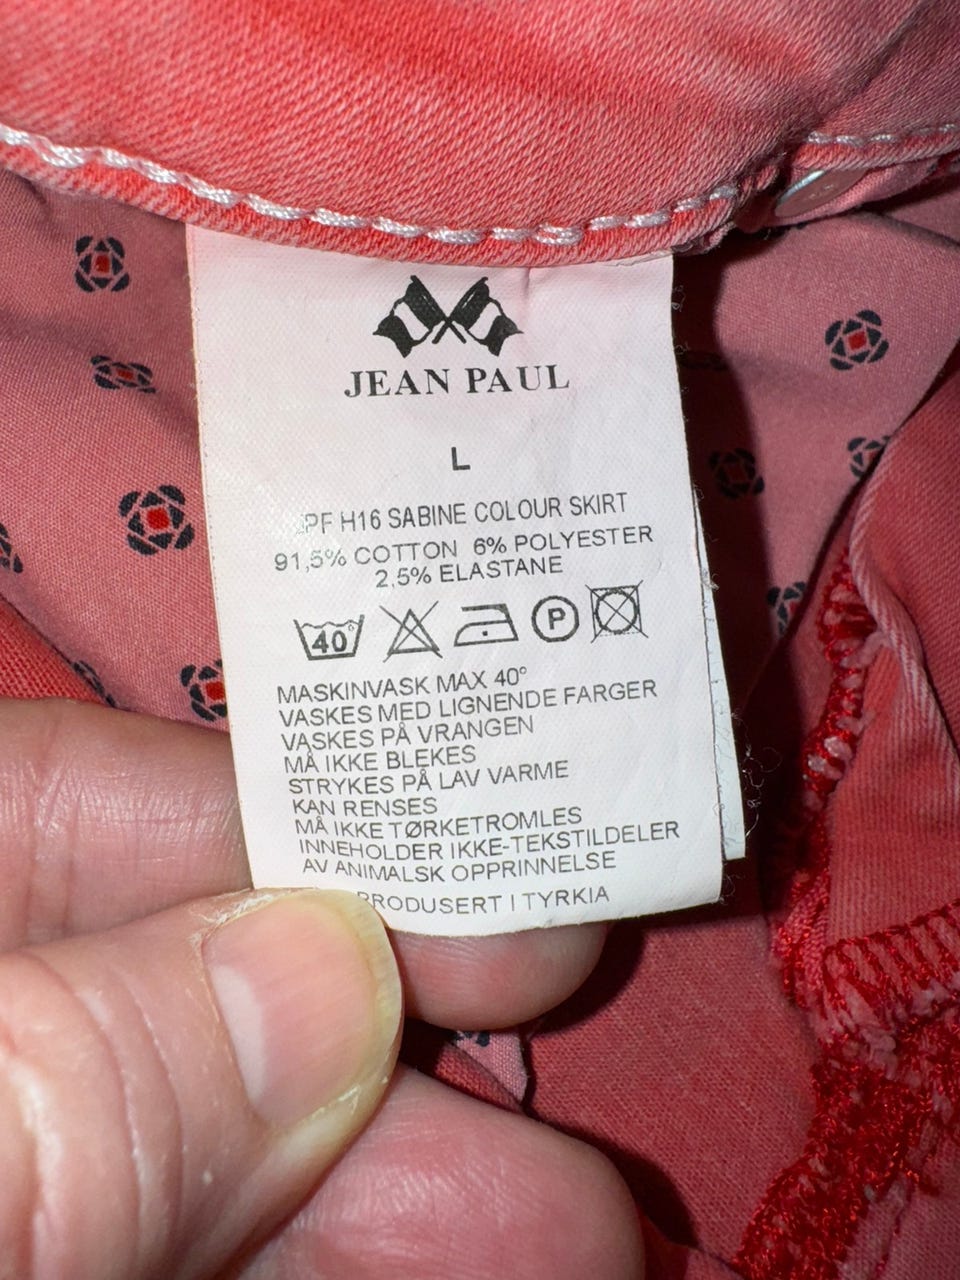 JEAN PAUL
L
JPF H16 SABINE COLOUR SKIRT
91,5% COTTON 6% POLYESTER
2,5% ELASTANE
40°
P
MASKINVASK MAX 40°
VASKES MED LIGNENDE FARGER
VASKES PÅ VRANGEN
MÅ IKKE BLEKES
STRYKES PÅ LAV VARME
KAN RENSES
MÅ IKKE TØRKETROMLES
INNEHOLDER IKKE-TEKSTILDELER
AV ANIMALSK OPPRINNELSE
PRODUSERT I TYRKIA